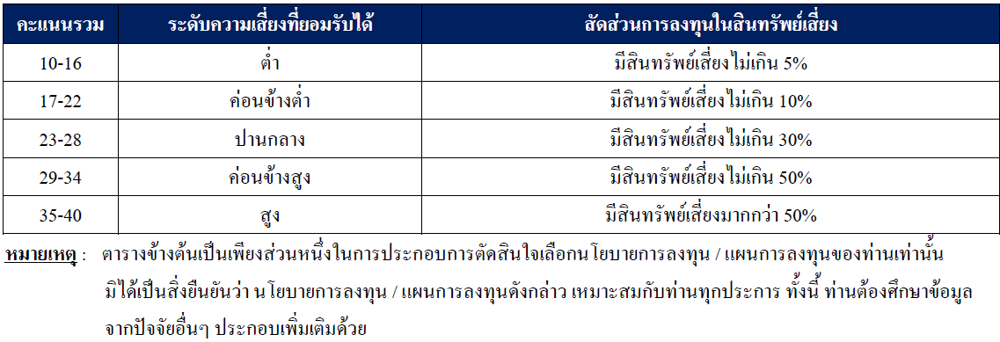 คะแนนรวม ระดับความเสี่ยงที่ยอมรับได้ สัดส่วนการลงทุนในสินทรัพย์เสี่ยง
10-16 ต่ำ มีสินทรัพย์เสี่ยงไม่เกิน 5%
17-22 ค่อนข้างต่ำ มีสินทรัพย์เสี่ยงไม่เกิน 10%
23-28 ปานกลาง มีสินทรัพย์เสี่ยงไม่เกิน 30%
29-34 ค่อนข้างสูง มีสินทรัพย์เสี่ยงไม่เกิน 50%
35-40 สูง มีสินทรัพย์เสี่ยงมากกว่า 50%
หมายเหตุ : ตารางข้างต้นเป็นเพียงส่วนหนึ่งในการประกอบการตัดสินใจเลือกนโยบายการลงทุน / แผนการลงทุนของท่านเท่านั้น
มิได้เป็นสิ่งยืนยันว่า นโยบายการลงทุน / แผนการลงทุนดังกล่าว เหมาะสมกับท่านทุกประการ ทั้งนี้ ท่านต้องศึกษาข้อมูล
จากปัจจัยอื่นๆ ประกอบเพิ่มเติมด้วย